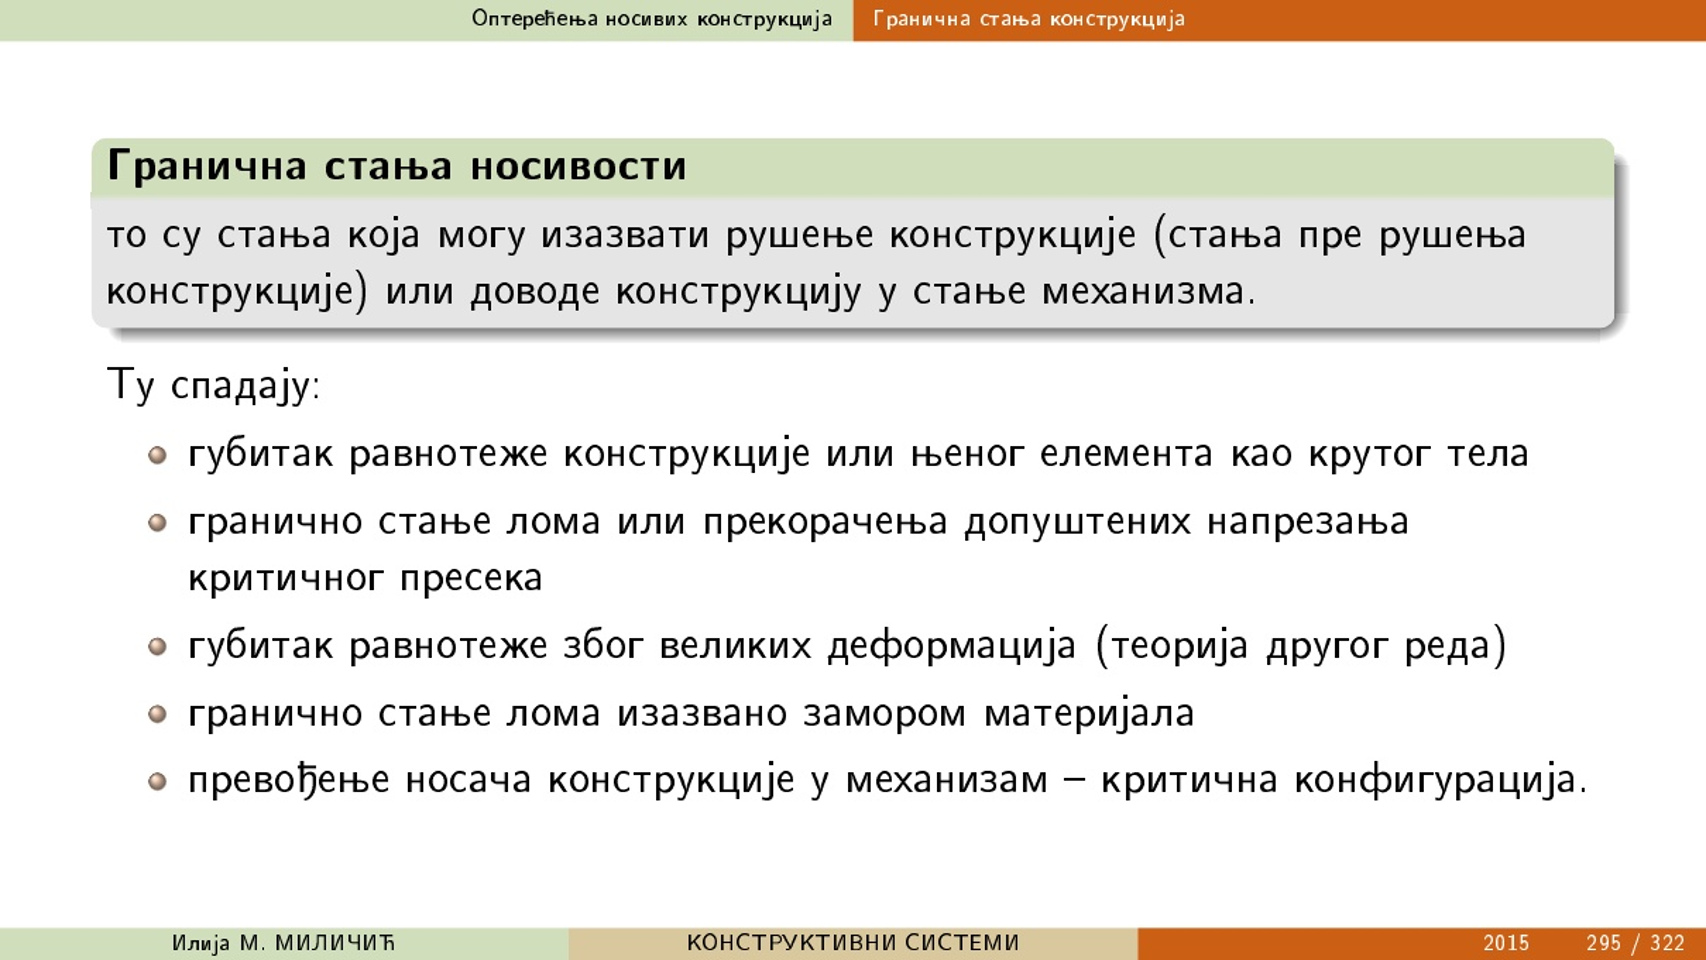 Оптерећења носивих конструкција Гранична стања конструкција
Гранична стања носивости
то су стања која могу изазвати рушење конструкције (стања пре рушења
конструкције) или доводе конструкцију у стање механизма.
Ту спадају:
губитак равнотеже конструкције или њеног елемента као крутог тела
гранично стање лома или прекорачења допуштених напрезања
критичног пресека
губитак равнотеже због великих деформација (теорија другог реда)
гранично стање лома изазвано замором материјала
превођење носача конструкције у механизам – критична конфигурација.
Илија М. МИЛИЧИЋ КОНСТРУКТИВНИ СИСТЕМИ 2015 295 / 322